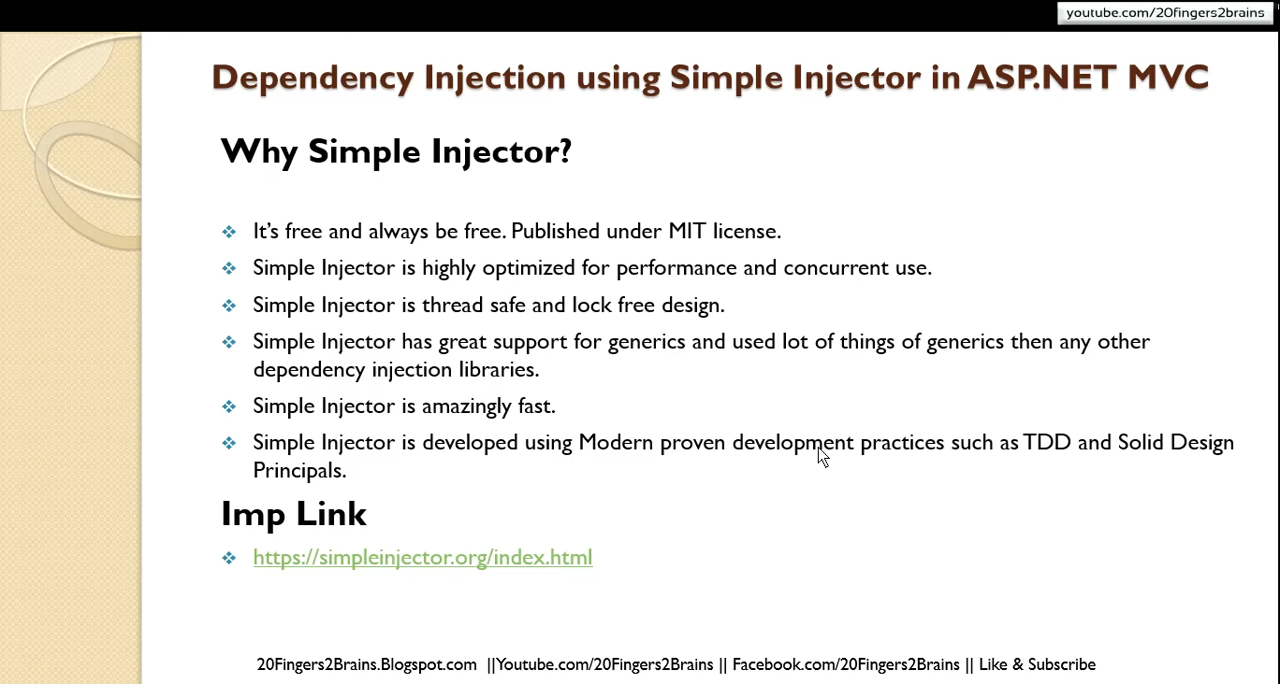 youtube.com/20fingers2brains
Dependency Injection using Simple Injector in ASP.NET MVC
Why Simple Injector?
It's free and always be free. Published under MIT license.
Simple Injector is highly optimized for performance and concurrent use.
Simple Injector is thread safe and lock free design.
Simple Injector has great support for generics and used lot of things of generics then any other
dependency injection libraries.
Simple Injector is amazingly fast.
Simple Injector is developed using Modern proven development practices such as TDD and Solid Design
Principals.
Imp Link
https://simpleinjector.org/index.html
20Fingers2Brains.Blogspot.com ||Youtube.com/20Fingers2Brains || Facebook.com/20Fingers2Brains || Like & Subscribe